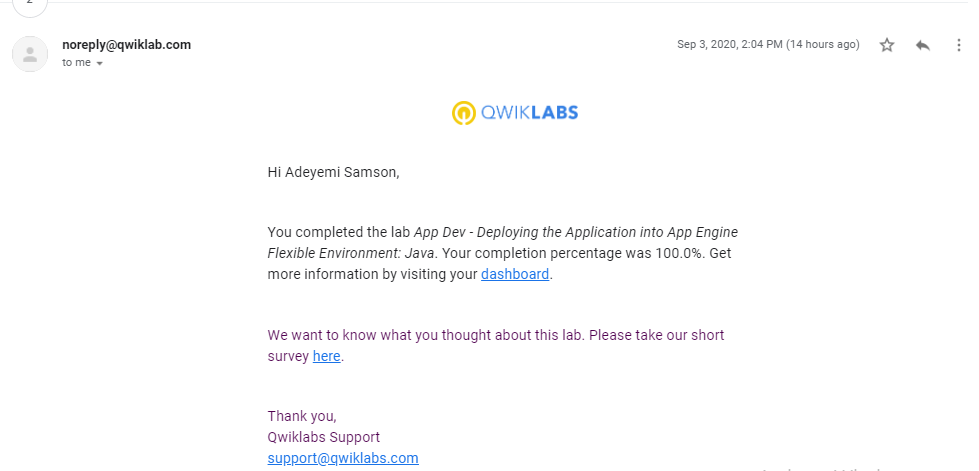 2
noreply@qwiklab.com
Sep 3, 2020, 2:04 PM (14 hours ago)
to me
QWIKLABS
Hi Adeyemi Samson,
You completed the lab App Dev - Deploying the Application into App Engine
Flexible Environment: Java. Your completion percentage was 100.0%. Get
more information by visiting your dashboard.
We want to know what you thought about this lab. Please take our short
survey here.
Thank you,
Qwiklabs Support
support@qwiklabs.com